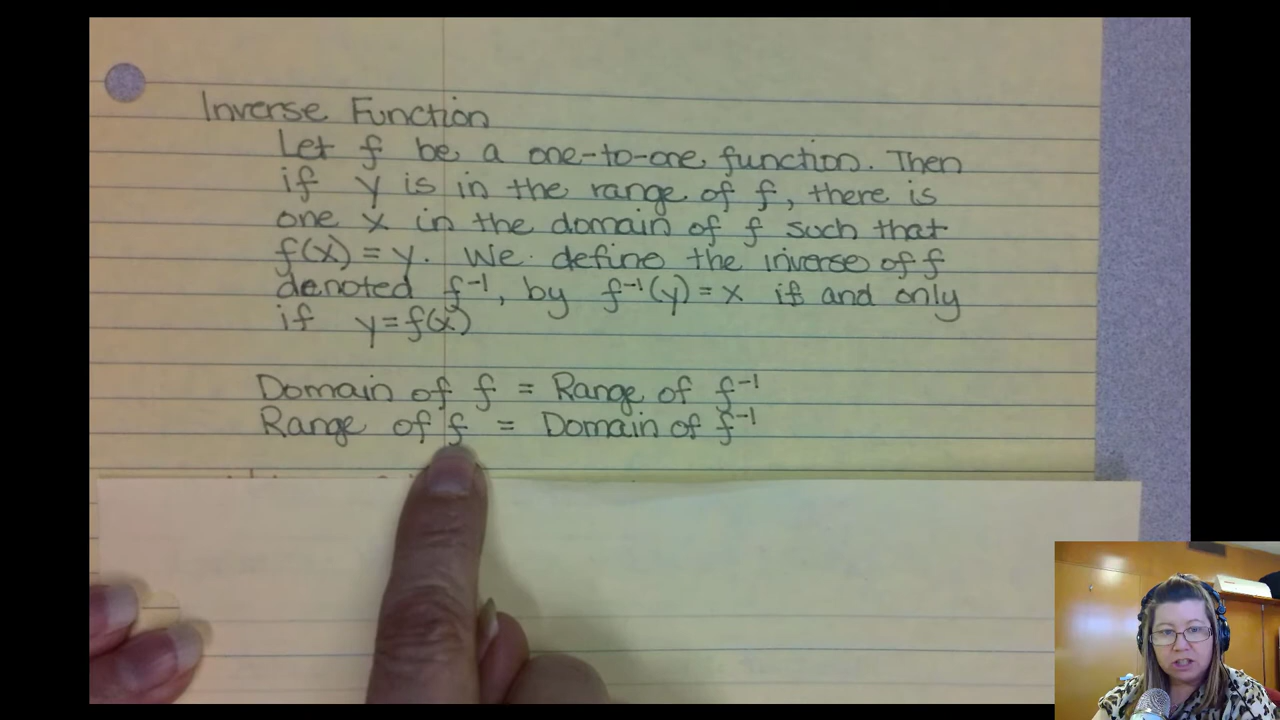 Inverse Function
Let f be a one-to-one function. Then
if y is in the range of f, there is
one x in the domain of f such that
f(x) = y. We define the inverse of f
denoted f⁻¹, by f⁻¹(y) = x if and only
if y = f(x)
Domain of f = Range of f⁻¹
Range of f = Domain of f⁻¹